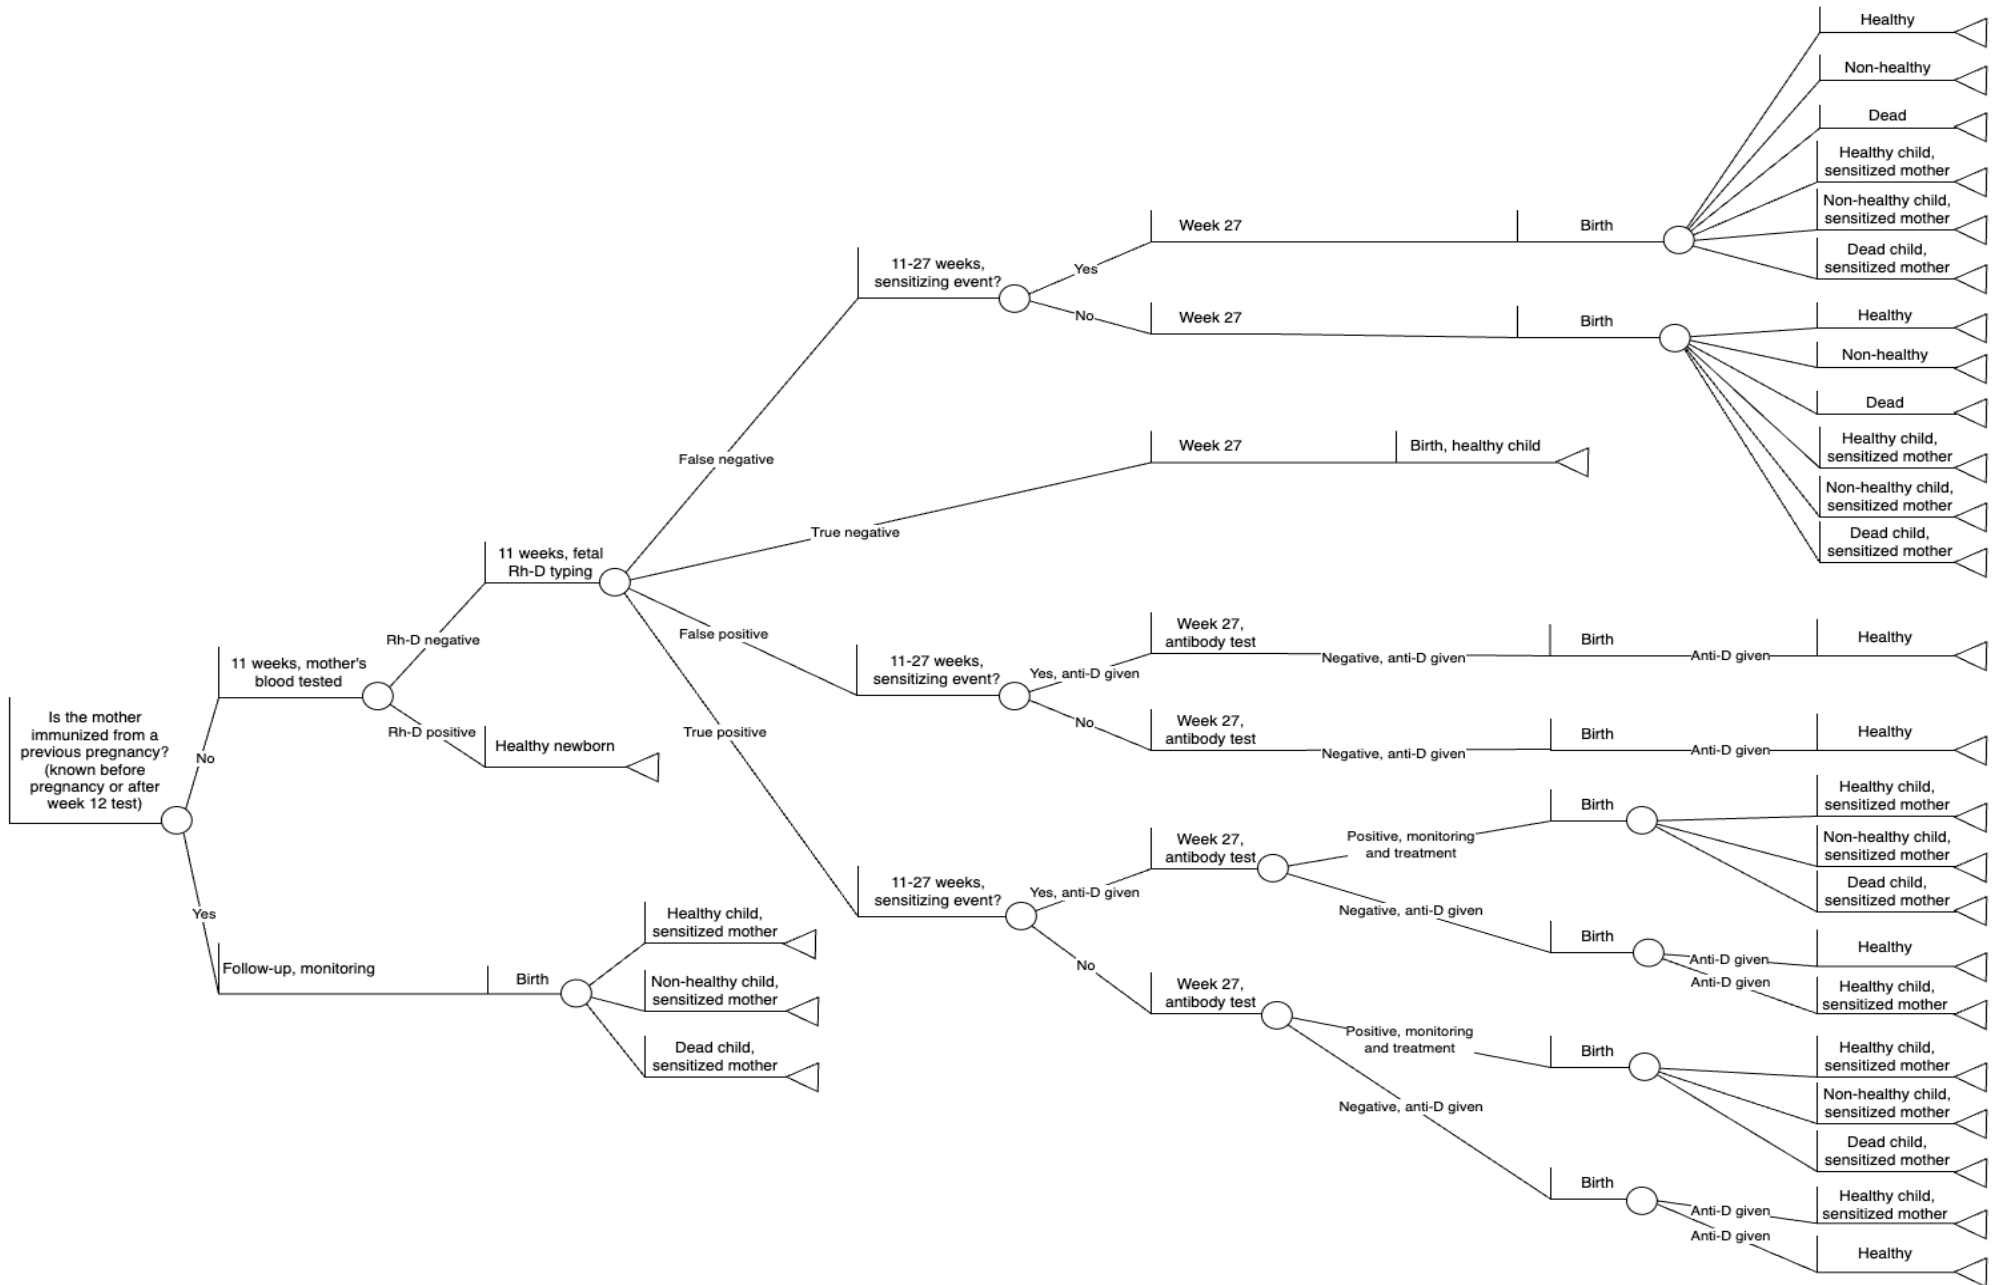 Is the mother
immunized from a
previous pregnancy?
(known before
pregnancy or after
week 12 test)
No
Yes
11 weeks, mother's
blood tested
Rh-D negative
Rh-D positive
Healthy newborn
Follow-up, monitoring
Birth
Healthy child,
sensitized mother
Non-healthy child,
sensitized mother
Dead child,
sensitized mother
11 weeks, fetal
Rh-D typing
False negative
True negative
False positive
True positive
11-27 weeks,
sensitizing event?
Yes
Week 27
Birth
Healthy
Non-healthy
Dead
Healthy child,
sensitized mother
Non-healthy child,
sensitized mother
Dead child,
sensitized mother
No
Week 27
Birth
Healthy
Non-healthy
Dead
Healthy child,
sensitized mother
Non-healthy child,
sensitized mother
Dead child,
sensitized mother
Week 27
Birth, healthy child
11-27 weeks,
sensitizing event?
Yes, anti-D given
Week 27,
antibody test
Negative, anti-D given
Birth
Anti-D given
Healthy
No
Week 27,
antibody test
Negative, anti-D given
Birth
Anti-D given
Healthy
11-27 weeks,
sensitizing event?
Yes, anti-D given
Week 27,
antibody test
Positive, monitoring
and treatment
Birth
Healthy child,
sensitized mother
Non-healthy child,
sensitized mother
Dead child,
sensitized mother
Negative, anti-D given
Birth
Anti-D given
Healthy
Anti-D given
Healthy child,
sensitized mother
No
Week 27,
antibody test
Positive, monitoring
and treatment
Birth
Healthy child,
sensitized mother
Non-healthy child,
sensitized mother
Dead child,
sensitized mother
Negative, anti-D given
Birth
Anti-D given
Healthy child,
sensitized mother
Anti-D given
Healthy